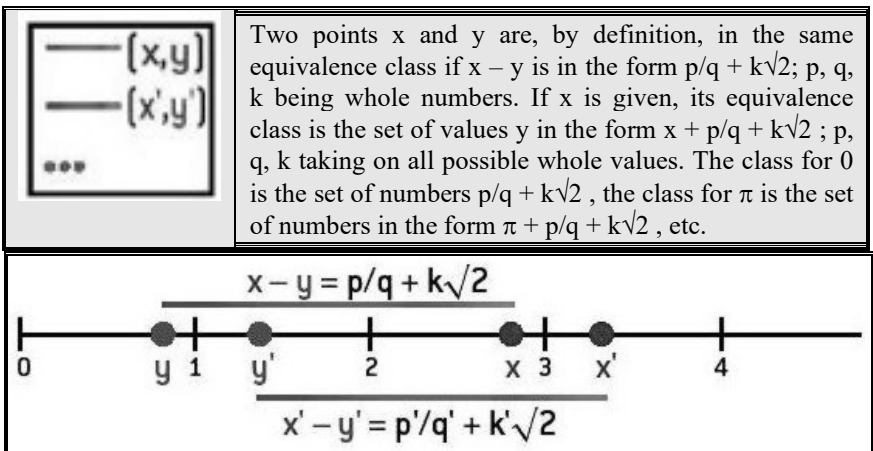 (x,y)
(x',y')
...
Two points x and y are, by definition, in the same
equivalence class if x – y is in the form p/q + k√2; p, q,
k being whole numbers. If x is given, its equivalence
class is the set of values y in the form x + p/q + k√2 ; p,
q, k taking on all possible whole values. The class for 0
is the set of numbers p/q + k√2 , the class for π is the set
of numbers in the form π + p/q + k√2 , etc.
x – y = p/q + k√2
0 y 1 y' 2 x 3 x' 4
x' – y' = p'/q' + k'√2